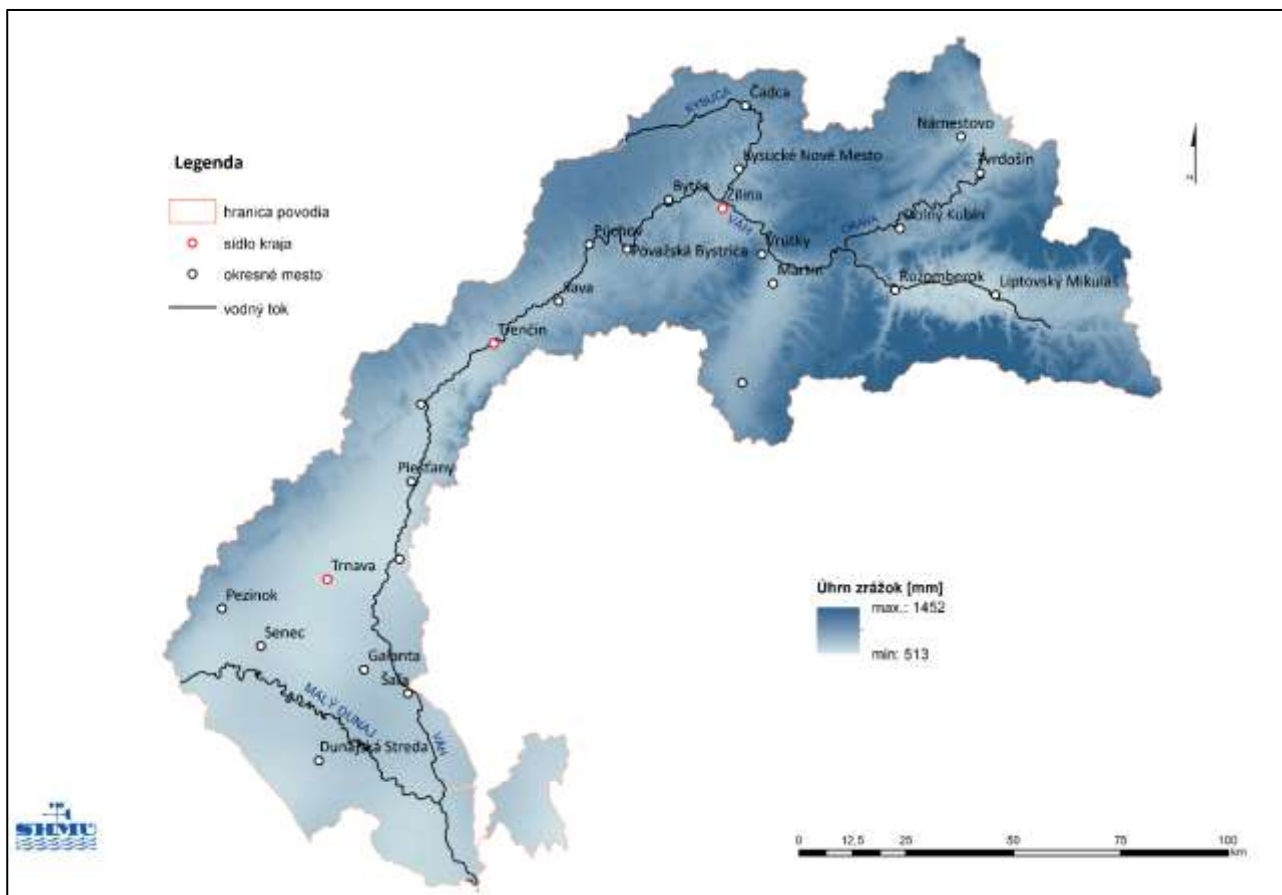 Legenda
hranica povodia
sídlo kraja
okresné mesto
vodný tok
KYSUCA
Čadca
Námestovo
Tvrdošín
Kysucké Nové Mesto
Bytča
Žilina
VÁH
ORAVA
Dolný Kubín
Púchov
Považská Bystrica
Vrútky
Martin
Ružomberok
Liptovský Mikuláš
Ilava
Trenčín
Piešťany
Trnava
Pezinok
Senec
Galanta
Šaľa
MALÝ DUNAJ
VÁH
Dunajská Streda
Úhrn zrážok [mm]
max.: 1452
min: 513
SHMÚ
0 12,5 25 50 75 100
km